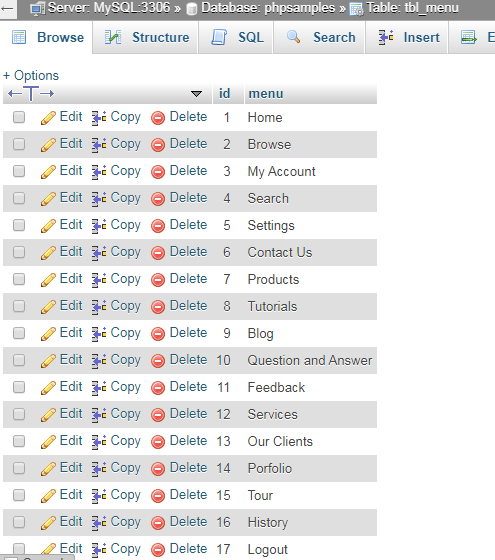 Server: MySQL:3306 » Database: phpsamples » Table: tbl_menu
Browse Structure SQL Search Insert
+ Options
id menu
Edit Copy Delete 1 Home
Edit Copy Delete 2 Browse
Edit Copy Delete 3 My Account
Edit Copy Delete 4 Search
Edit Copy Delete 5 Settings
Edit Copy Delete 6 Contact Us
Edit Copy Delete 7 Products
Edit Copy Delete 8 Tutorials
Edit Copy Delete 9 Blog
Edit Copy Delete 10 Question and Answer
Edit Copy Delete 11 Feedback
Edit Copy Delete 12 Services
Edit Copy Delete 13 Our Clients
Edit Copy Delete 14 Porfolio
Edit Copy Delete 15 Tour
Edit Copy Delete 16 History
Edit Copy Delete 17 Logout